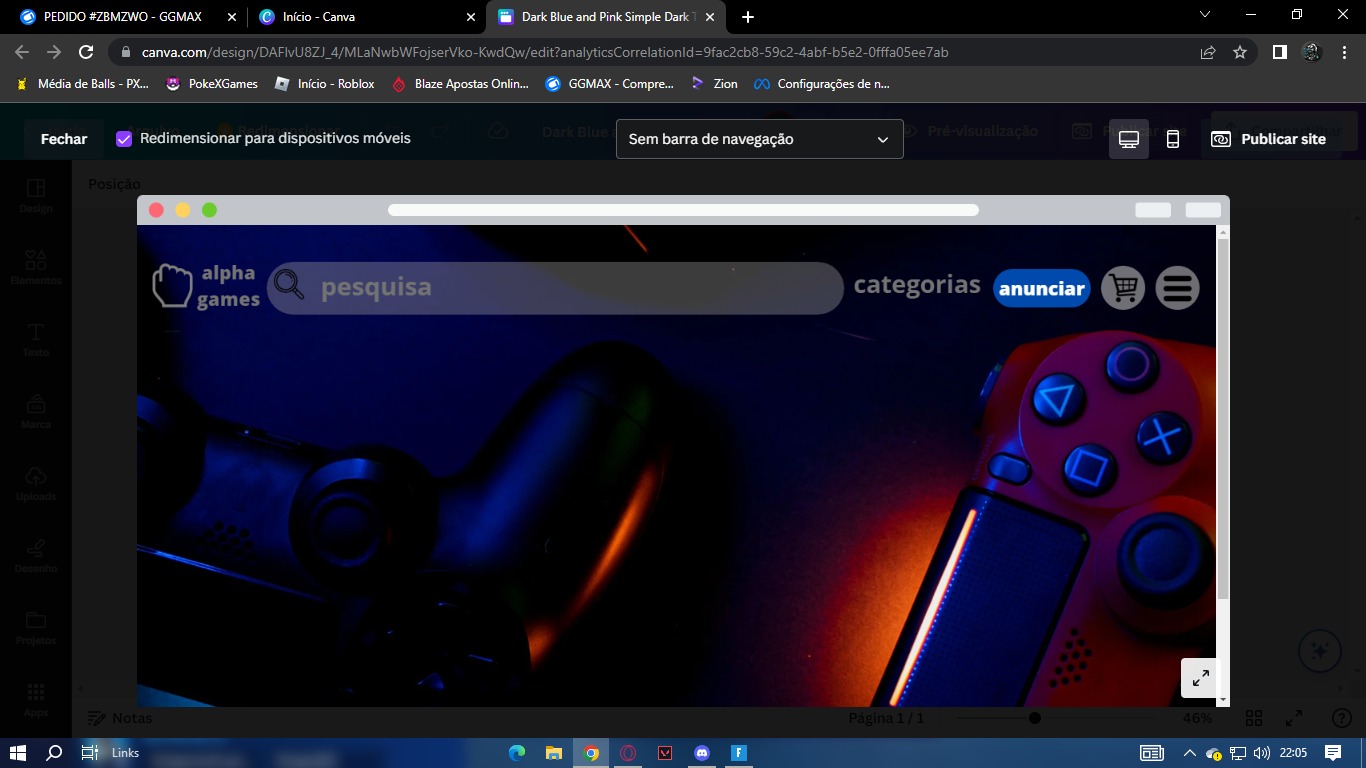 PEDIDO #ZBMZWO - GGMAX
Início - Canva
Dark Blue and Pink Simple Dark T
canva.com/design/DAFIvU8ZJ_4/MLaNwbWFojserVko-KwdQw/edit?analyticsCorrelationId=9fac2cb8-59c2-4abf-b5e2-0fffa05ee7ab
Média de Balls - PX...
PokeXGames
Início - Roblox
Blaze Apostas Onlin...
GGMAX - Compre...
Zion
Configurações de n...
Fechar
Redimensionar para dispositivos móveis
Dark Blue a
Sem barra de navegação
Pré-visualização
Publicar site
Posição
Design
Elementos
Texto
Marca
Uploads
Desenho
Projetos
Apps
alpha
games
pesquisa
categorias
anunciar
Notas
Página 1 / 1
46%
Links
22:05